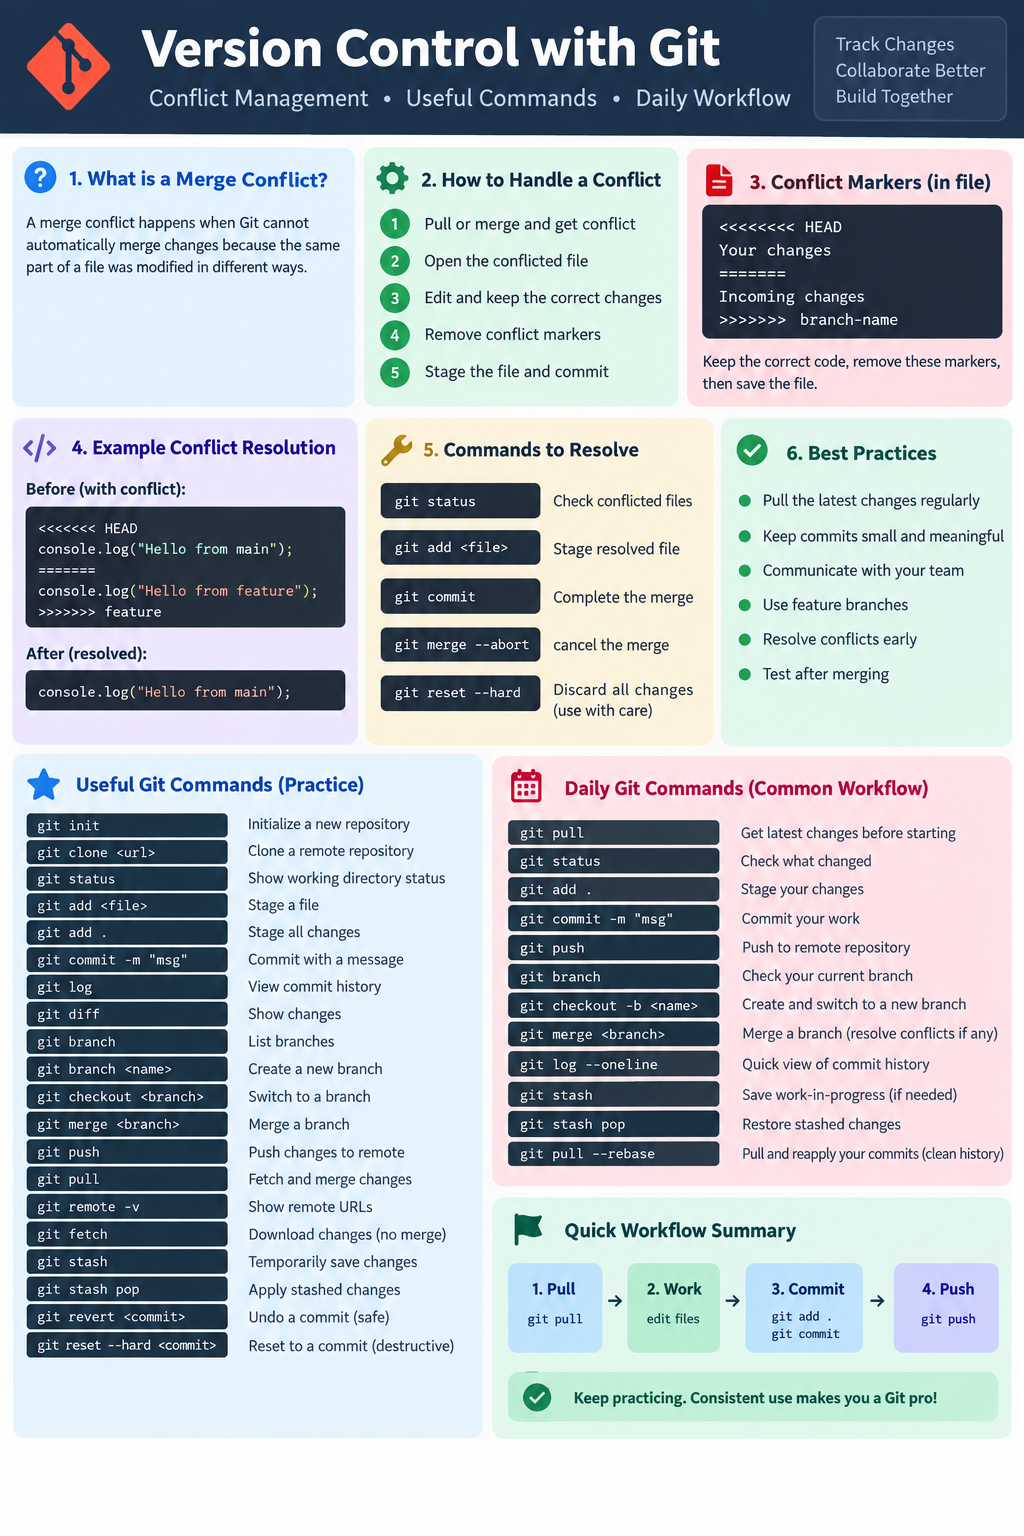 Version Control with Git
Conflict Management • Useful Commands • Daily Workflow
Track Changes
Collaborate Better
Build Together
1. What is a Merge Conflict?
A merge conflict happens when Git cannot
automatically merge changes because the same
part of a file was modified in different ways.
2. How to Handle a Conflict
1 Pull or merge and get conflict
2 Open the conflicted file
3 Edit and keep the correct changes
4 Remove conflict markers
5 Stage the file and commit
3. Conflict Markers (in file)
<<<<<<<< HEAD
Your changes
=======
Incoming changes
>>>>>>> branch-name
Keep the correct code, remove these markers,
then save the file.
4. Example Conflict Resolution
Before (with conflict):
<<<<<<< HEAD
console.log("Hello from main");
=======
console.log("Hello from feature");
>>>>>>> feature
After (resolved):
console.log("Hello from main");
5. Commands to Resolve
git status Check conflicted files
git add <file> Stage resolved file
git commit Complete the merge
git merge --abort cancel the merge
git reset --hard Discard all changes
(use with care)
6. Best Practices
Pull the latest changes regularly
Keep commits small and meaningful
Communicate with your team
Use feature branches
Resolve conflicts early
Test after merging
Useful Git Commands (Practice)
git init Initialize a new repository
git clone <url> Clone a remote repository
git status Show working directory status
git add <file> Stage a file
git add . Stage all changes
git commit -m "msg" Commit with a message
git log View commit history
git diff Show changes
git branch List branches
git branch <name> Create a new branch
git checkout <branch> Switch to a branch
git merge <branch> Merge a branch
git push Push changes to remote
git pull Fetch and merge changes
git remote -v Show remote URLs
git fetch Download changes (no merge)
git stash Temporarily save changes
git stash pop Apply stashed changes
git revert <commit> Undo a commit (safe)
git reset --hard <commit> Reset to a commit (destructive)
Daily Git Commands (Common Workflow)
git pull Get latest changes before starting
git status Check what changed
git add . Stage your changes
git commit -m "msg" Commit your work
git push Push to remote repository
git branch Check your current branch
git checkout -b <name> Create and switch to a new branch
git merge <branch> Merge a branch (resolve conflicts if any)
git log --oneline Quick view of commit history
git stash Save work-in-progress (if needed)
git stash pop Restore stashed changes
git pull --rebase Pull and reapply your commits (clean history)
Quick Workflow Summary
1. Pull
git pull
2. Work
edit files
3. Commit
git add .
git commit
4. Push
git push
Keep practicing. Consistent use makes you a Git pro!